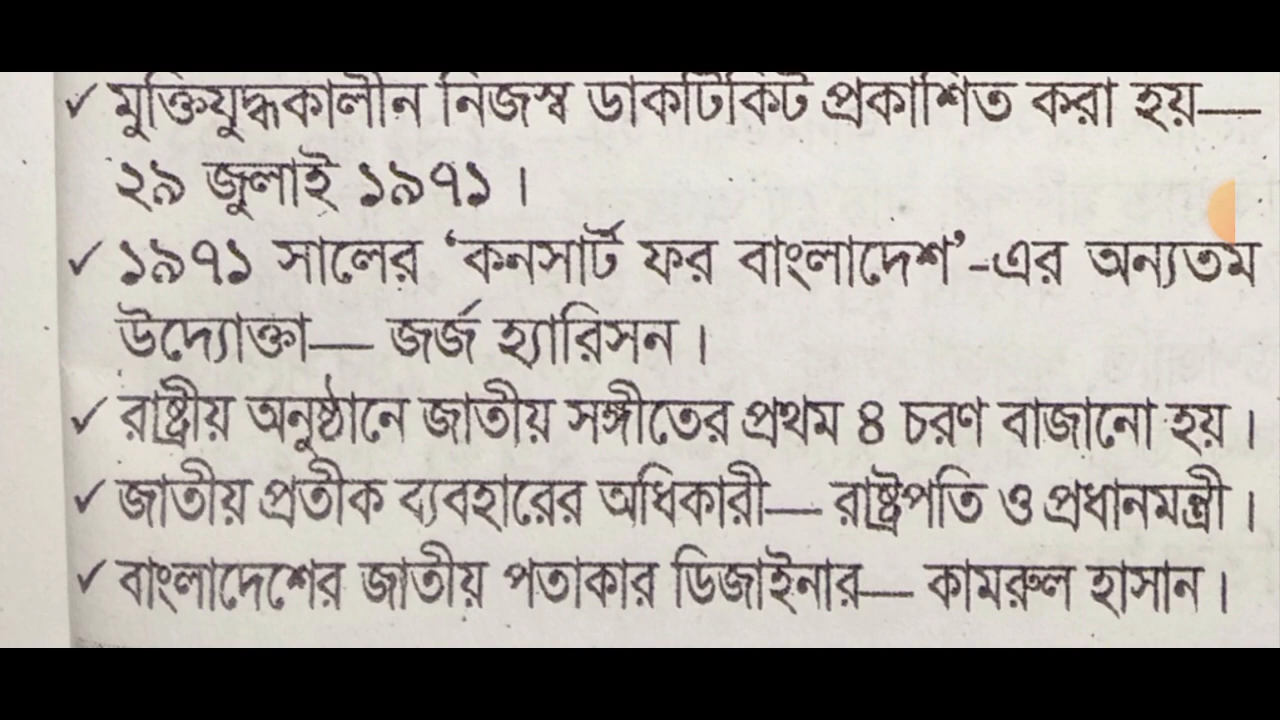 ✓ মুক্তিযুদ্ধকালীন নিজস্ব ডাকটিকিট প্রকাশিত করা হয়—
২৯ জুলাই ১৯৭১।
✓ ১৯৭১ সালের ‘কনসার্ট ফর বাংলাদেশ’-এর অন্যতম
উদ্যোক্তা— জর্জ হ্যারিসন।
✓ রাষ্ট্রীয় অনুষ্ঠানে জাতীয় সঙ্গীতের প্রথম ৪ চরণ বাজানো হয়।
✓ জাতীয় প্রতীক ব্যবহারের অধিকারী— রাষ্ট্রপতি ও প্রধানমন্ত্রী।
✓ বাংলাদেশের জাতীয় পতাকার ডিজাইনার— কামরুল হাসান।